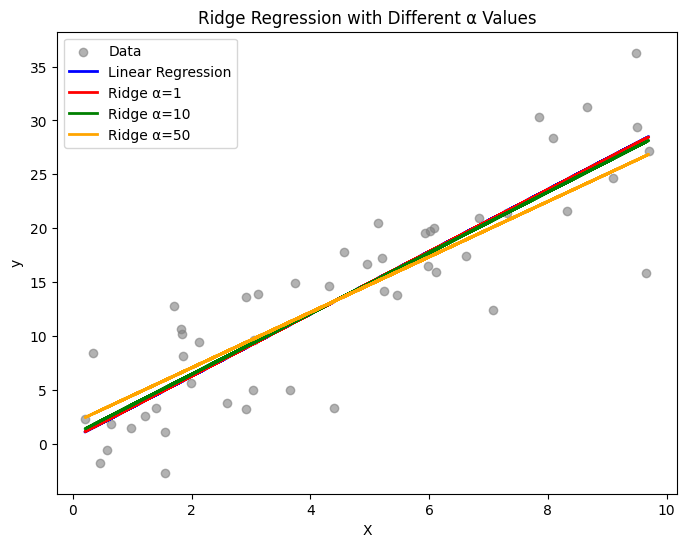 Ridge Regression with Different α Values
Data
Linear Regression
Ridge α=1
Ridge α=10
Ridge α=50
35
30
25
20
15
10
5
0
y
0 2 4 6 8 10
X